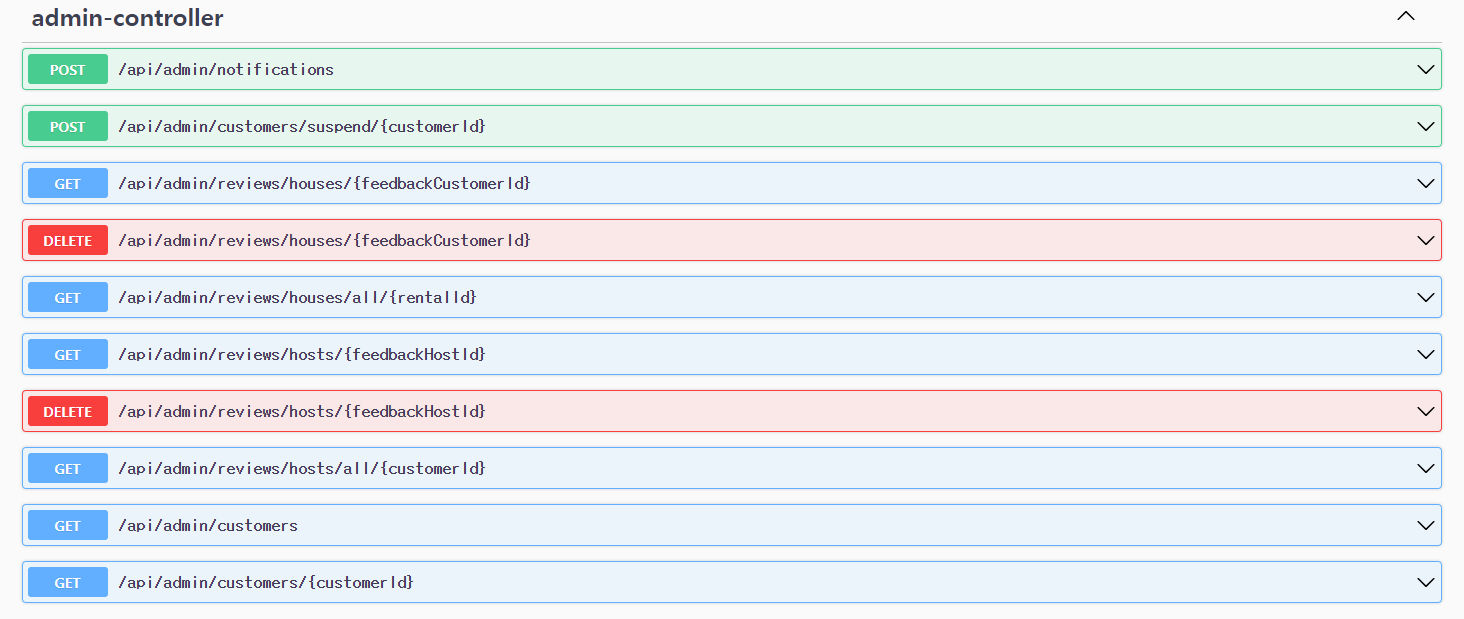 admin-controller
POST /api/admin/notifications
POST /api/admin/customers/suspend/{customerId}
GET /api/admin/reviews/houses/{feedbackCustomerId}
DELETE /api/admin/reviews/houses/{feedbackCustomerId}
GET /api/admin/reviews/houses/all/{rentalId}
GET /api/admin/reviews/hosts/{feedbackHostId}
DELETE /api/admin/reviews/hosts/{feedbackHostId}
GET /api/admin/reviews/hosts/all/{customerId}
GET /api/admin/customers
GET /api/admin/customers/{customerId}